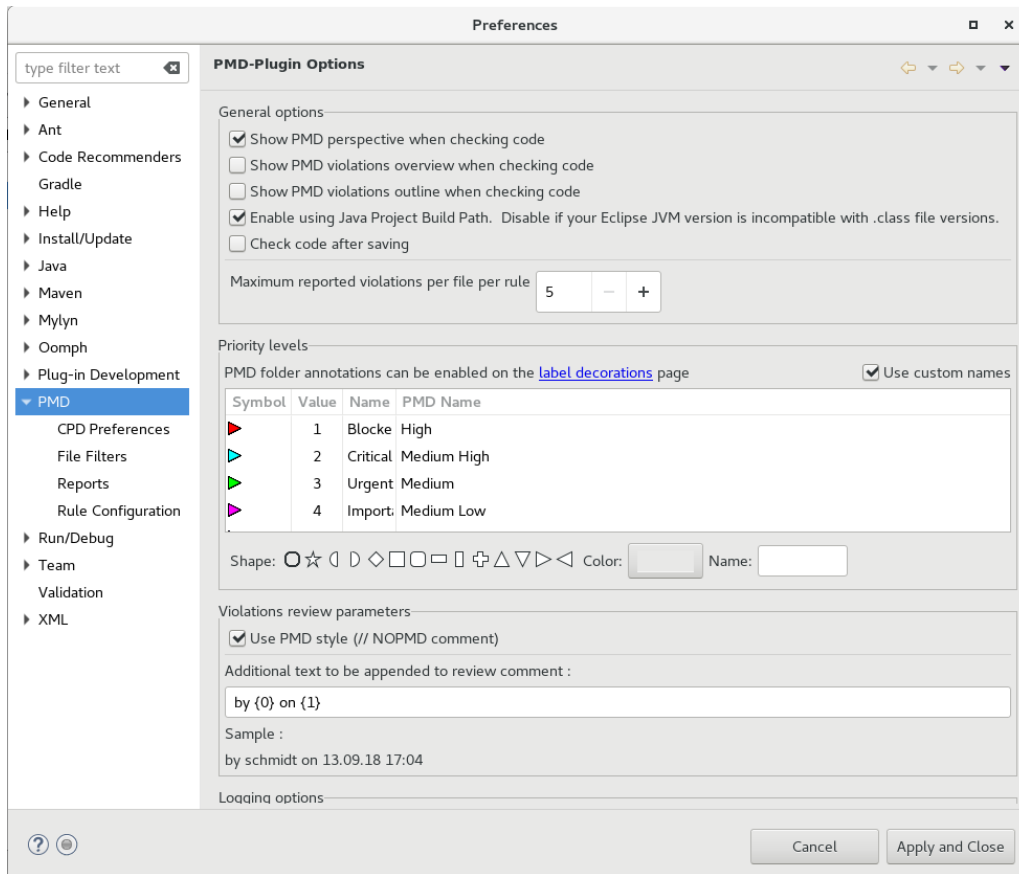 Preferences
type filter text
General
Ant
Code Recommenders
Gradle
Help
Install/Update
Java
Maven
Mylyn
Oomph
Plug-in Development
PMD
CPD Preferences
File Filters
Reports
Rule Configuration
Run/Debug
Team
Validation
XML
PMD-Plugin Options
General options
Show PMD perspective when checking code
Show PMD violations overview when checking code
Show PMD violations outline when checking code
Enable using Java Project Build Path. Disable if your Eclipse JVM version is incompatible with .class file versions.
Check code after saving
Maximum reported violations per file per rule 5 − +
Priority levels
PMD folder annotations can be enabled on the label decorations page Use custom names
Symbol Value Name PMD Name
1 Blocke High
2 Critical Medium High
3 Urgent Medium
4 Importa Medium Low
Shape: Color: Name:
Violations review parameters
Use PMD style (// NOPMD comment)
Additional text to be appended to review comment :
by {0} on {1}
Sample :
by schmidt on 13.09.18 17:04
Logging options
Cancel Apply and Close